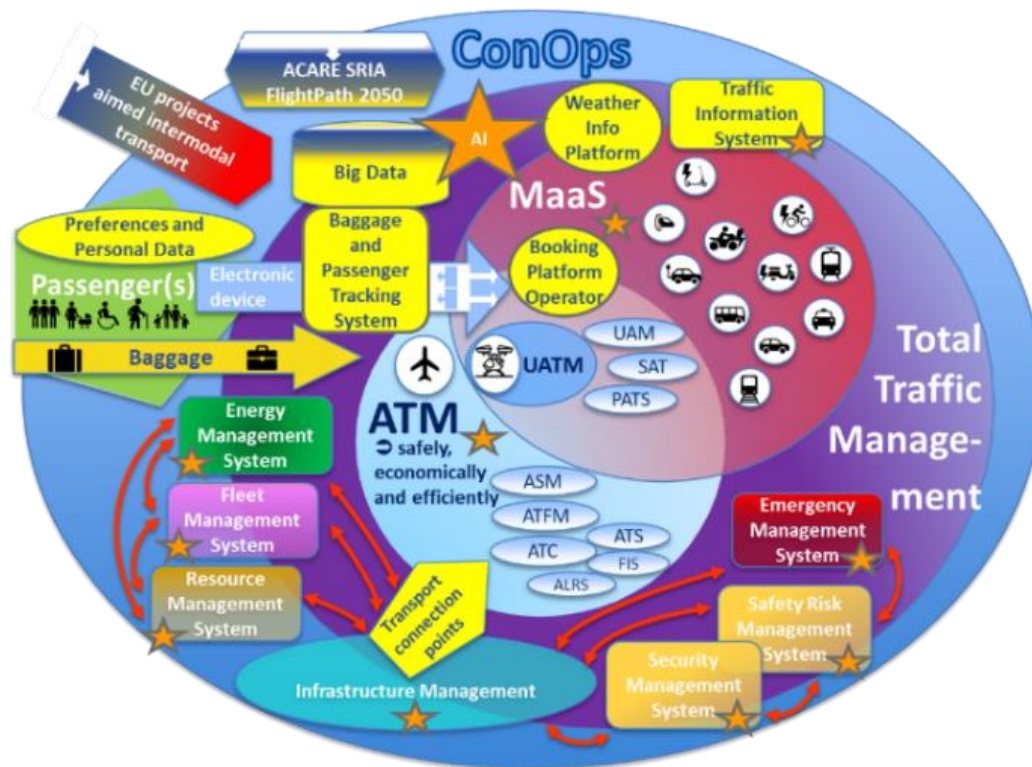 ConOps
ACARE SRIA
FlightPath 2050
EU projects
aimed intermodal
transport
AI
Weather
Info
Platform
Traffic
Information
System
Big Data
MaaS
Preferences and
Personal Data
Passenger(s)
Electronic
device
Baggage
and
Passenger
Tracking
System
Booking
Platform
Operator
Baggage
UATM
UAM
SAT
PATS
Total
Traffic
Manage-
ment
ATM
➲ safely,
economically
and efficiently
ASM
ATFM
ATC
ATS
FIS
ALRS
Energy
Management
System
Fleet
Management
System
Resource
Management
System
Transport
connection
points
Infrastructure Management
Emergency
Management
System
Safety Risk
Management
System
Security
Management
System